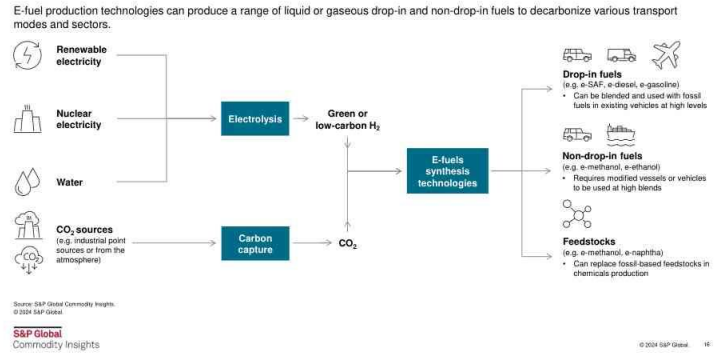 E-fuel production technologies can produce a range of liquid or gaseous drop-in and non-drop-in fuels to decarbonize various transport
modes and sectors.
Renewable
electricity
Nuclear
electricity
Water
CO₂ sources
(e.g. industrial point
sources or from the
atmosphere)
CO₂
Electrolysis
Carbon
capture
Green or
low-carbon H₂
CO₂
E-fuels
synthesis
technologies
Drop-in fuels
(e.g. e-SAF, e-diesel, e-gasoline)
• Can be blended and used with fossil
fuels in existing vehicles at high levels
Non-drop-in fuels
(e.g. e-methanol, e-ethanol)
• Requires modified vessels or vehicles
to be used at high blends
Feedstocks
(e.g. e-methanol, e-naphtha)
• Can replace fossil-based feedstocks in
chemicals production
Source: S&P Global Commodity Insights.
© 2024 S&P Global.
S&P Global
Commodity Insights
© 2024 S&P Global. 16